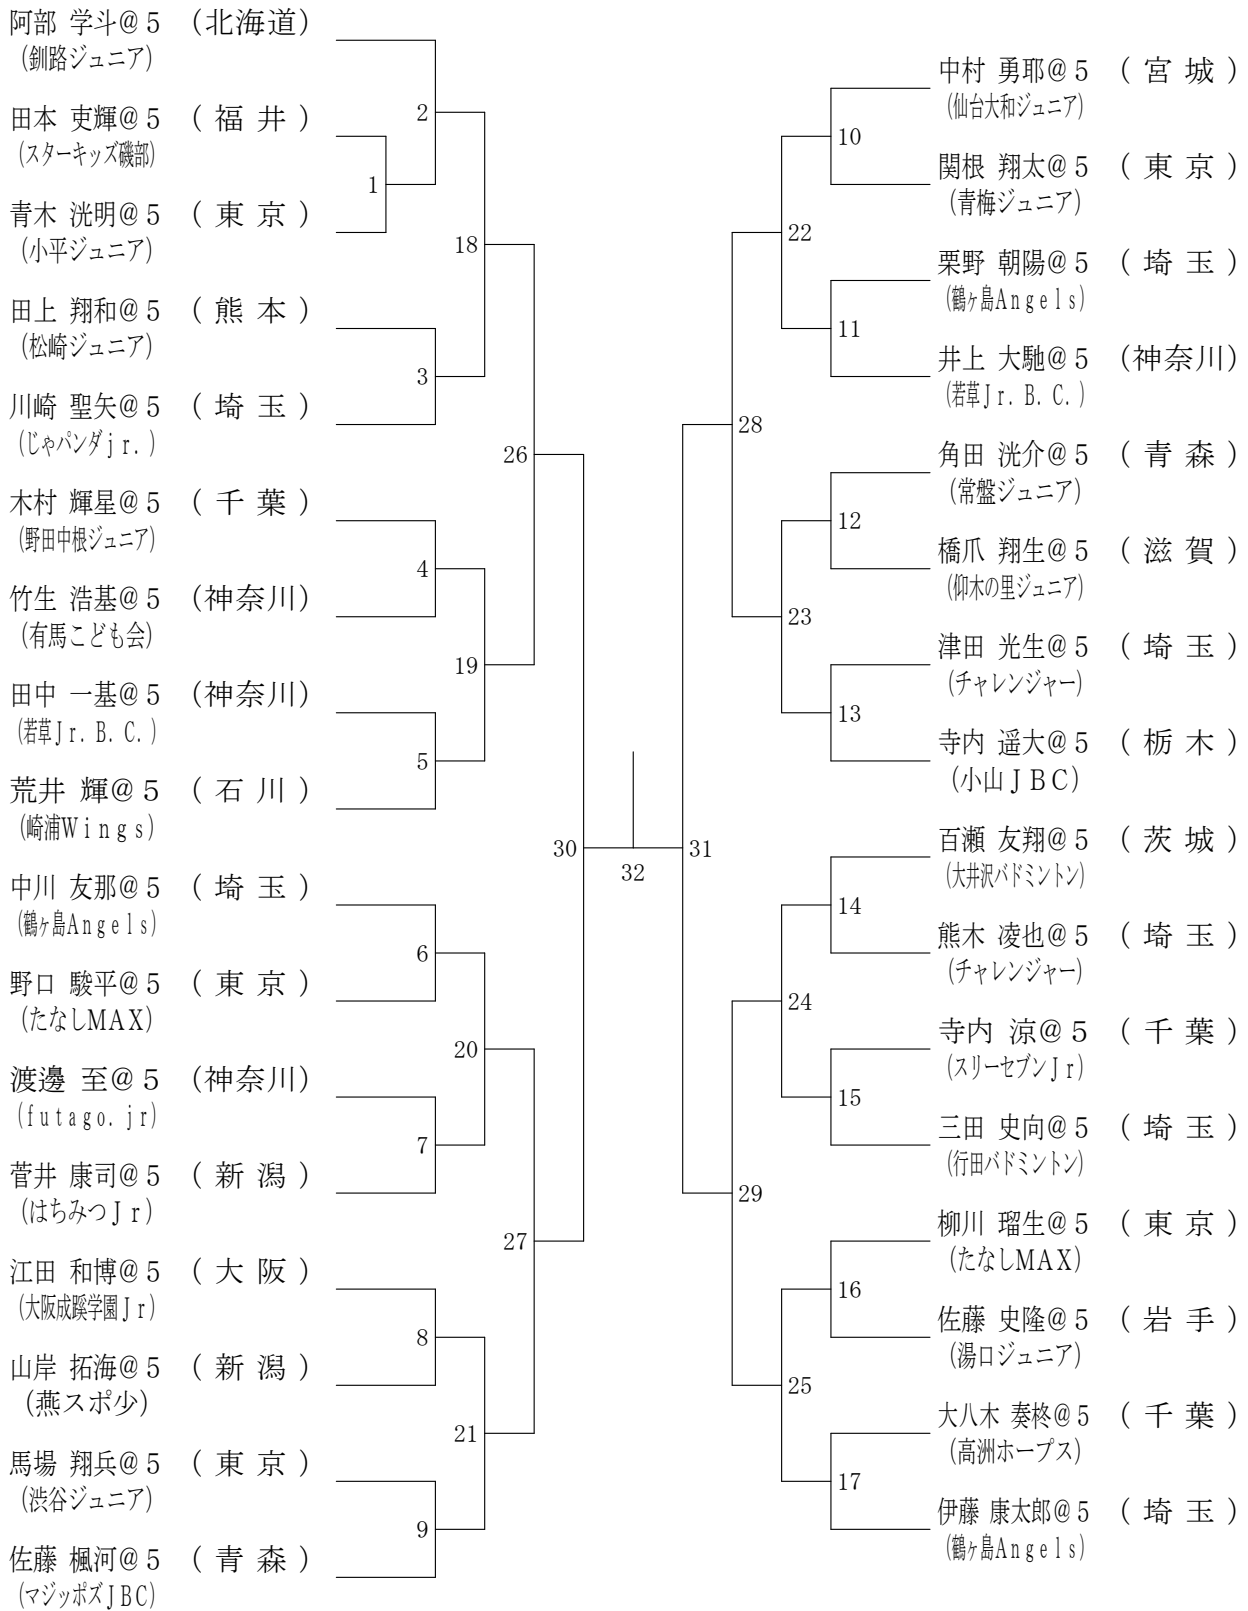 阿部 学斗@５ (北海道)
(釧路ジュニア)
田本 吏輝@５ ( 福 井 )
(スターキッズ磯部)
青木 洸明@５ ( 東 京 )
(小平ジュニア)
田上 翔和@５ ( 熊 本 )
(松崎ジュニア)
川崎 聖矢@５ ( 埼 玉 )
(じゃパンダｊｒ.)
木村 輝星@５ ( 千 葉 )
(野田中根ジュニア)
竹生 浩基@５ (神奈川)
(有馬こども会)
田中 一基@５ (神奈川)
(若草Ｊｒ．Ｂ．Ｃ．)
荒井 輝@５ ( 石 川 )
(崎浦Ｗｉｎｇｓ)
中川 友那@５ ( 埼 玉 )
(鶴ヶ島Ａｎｇｅｌｓ)
野口 駿平@５ ( 東 京 )
(たなしMAX)
渡邊 至@５ (神奈川)
(ｆｕｔａｇｏ．ｊｒ)
菅井 康司@５ ( 新 潟 )
(はちみつＪｒ)
江田 和博@５ ( 大 阪 )
(大阪成蹊学園Ｊｒ)
山岸 拓海@５ ( 新 潟 )
(燕スポ少)
馬場 翔兵@５ ( 東 京 )
(渋谷ジュニア)
佐藤 楓河@５ ( 青 森 )
(マジッポズＪＢＣ)
1
2
3
4
5
6
7
8
9
18
19
20
21
26
27
30
32
31
28
29
22
23
24
25
10
11
12
13
14
15
16
17
中村 勇耶@５ ( 宮 城 )
(仙台大和ジュニア)
関根 翔太@５ ( 東 京 )
(青梅ジュニア)
栗野 朝陽@５ ( 埼 玉 )
(鶴ヶ島Ａｎｇｅｌｓ)
井上 大馳@５ (神奈川)
(若草Ｊｒ．Ｂ．Ｃ．)
角田 洸介@５ ( 青 森 )
(常盤ジュニア)
橋爪 翔生@５ ( 滋 賀 )
(仰木の里ジュニア)
津田 光生@５ ( 埼 玉 )
(チャレンジャー)
寺内 遥大@５ ( 栃 木 )
(小山ＪＢＣ)
百瀬 友翔@５ ( 茨 城 )
(大井沢バドミントン)
熊木 凌也@５ ( 埼 玉 )
(チャレンジャー)
寺内 涼@５ ( 千 葉 )
(スリーセブンＪｒ)
三田 史向@５ ( 埼 玉 )
(行田バドミントン)
柳川 瑠生@５ ( 東 京 )
(たなしMAX)
佐藤 史隆@５ ( 岩 手 )
(湯口ジュニア)
大八木 奏柊@５ ( 千 葉 )
(高洲ホープス)
伊藤 康太郎@５ ( 埼 玉 )
(鶴ヶ島Ａｎｇｅｌｓ)